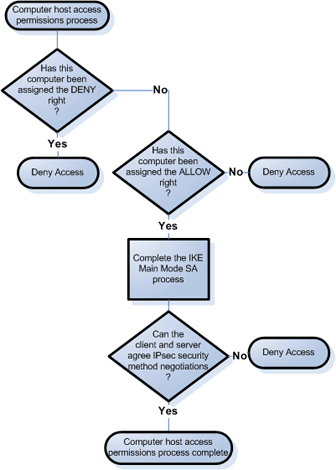 Computer host access
permissions process
Has this
computer been
assigned the DENY
right
?
No
Yes
Deny Access
Has this
computer been
assigned the ALLOW
right
?
No
Deny Access
Yes
Complete the IKE
Main Mode SA
process
Can the
client and server
agree IPsec security
method negotiations
?
No
Deny Access
Yes
Computer host access
permissions process complete